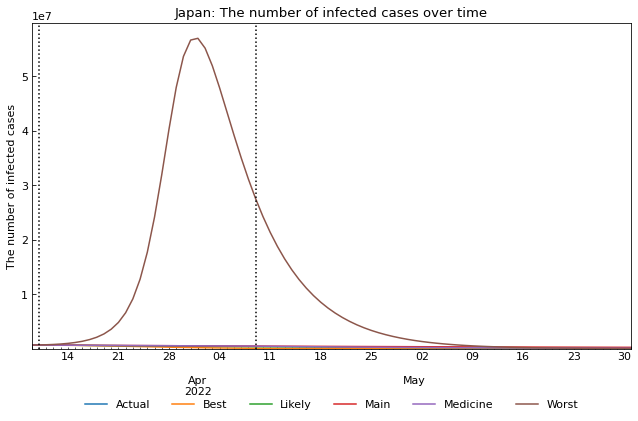 Japan: The number of infected cases over time
1e7
The number of infected cases
5
4
3
2
1
14 21 28 04 11 18 25 02 09 16 23 30
Apr May
2022
Actual Best Likely Main Medicine Worst